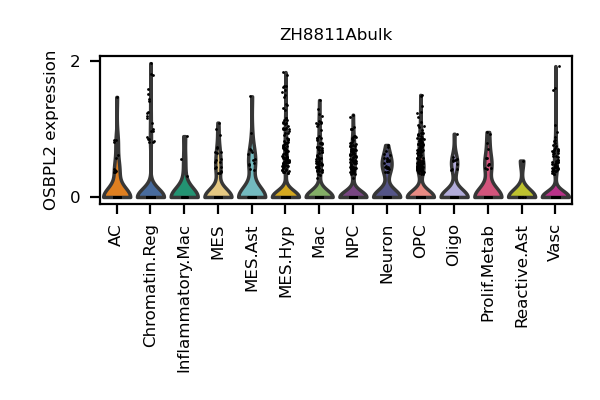 ZH8811Abulk
OSBPL2 expression
2
0
AC
Chromatin.Reg
Inflammatory.Mac
MES
MES.Ast
MES.Hyp
Mac
NPC
Neuron
OPC
Oligo
Prolif.Metab
Reactive.Ast
Vasc